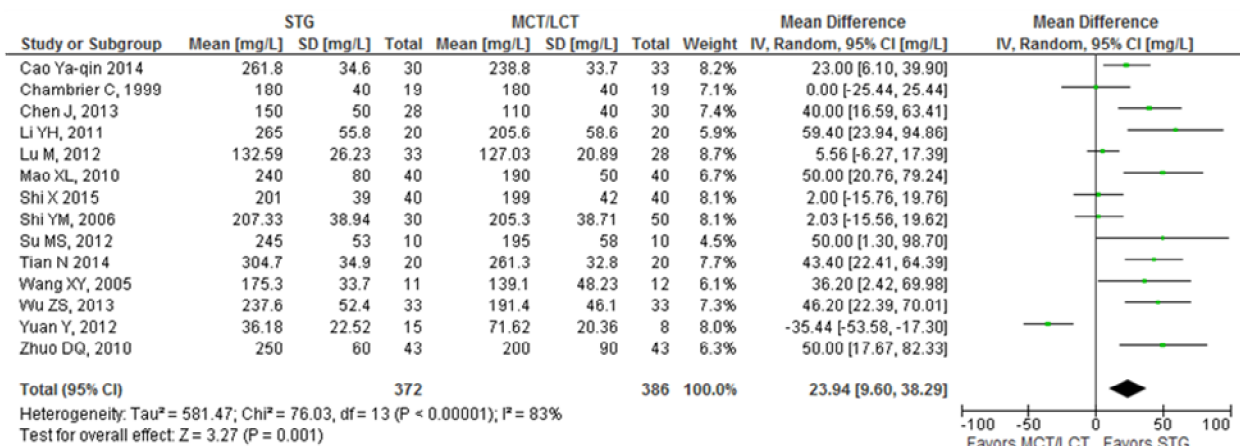 STG MCT/LCT Mean Difference Mean Difference
Study or Subgroup Mean [mg/L] SD [mg/L] Total Mean [mg/L] SD [mg/L] Total Weight IV, Random, 95% CI [mg/L] IV, Random, 95% CI [mg/L]
Cao Ya-qin 2014 261.8 34.6 30 238.8 33.7 33 8.2% 23.00 [6.10, 39.90]
Chambrier C, 1999 180 40 19 180 40 19 7.1% 0.00 [-25.44, 25.44]
Chen J, 2013 150 50 28 110 40 30 7.4% 40.00 [16.59, 63.41]
Li YH, 2011 265 55.8 20 205.6 58.6 20 5.9% 59.40 [23.94, 94.86]
Lu M, 2012 132.59 26.23 33 127.03 20.89 28 8.7% 5.56 [-6.27, 17.39]
Mao XL, 2010 240 80 40 190 50 40 6.7% 50.00 [20.76, 79.24]
Shi X 2015 201 39 40 199 42 40 8.1% 2.00 [-15.76, 19.76]
Shi YM, 2006 207.33 38.94 30 205.3 38.71 50 8.1% 2.03 [-15.56, 19.62]
Su MS, 2012 245 53 10 195 58 10 4.5% 50.00 [1.30, 98.70]
Tian N 2014 304.7 34.9 20 261.3 32.8 20 7.7% 43.40 [22.41, 64.39]
Wang XY, 2005 175.3 33.7 11 139.1 48.23 12 6.1% 36.20 [2.42, 69.98]
Wu ZS, 2013 237.6 52.4 33 191.4 46.1 33 7.3% 46.20 [22.39, 70.01]
Yuan Y, 2012 36.18 22.52 15 71.62 20.36 8 8.0% -35.44 [-53.58, -17.30]
Zhuo DQ, 2010 250 60 43 200 90 43 6.3% 50.00 [17.67, 82.33]
Total (95% CI) 372 386 100.0% 23.94 [9.60, 38.29]
Heterogeneity: Tau² = 581.47; Chi² = 76.03, df = 13 (P < 0.00001); I² = 83%
Test for overall effect: Z = 3.27 (P = 0.001)
-100 -50 0 50 100
Favors MCT/LCT Favors STG